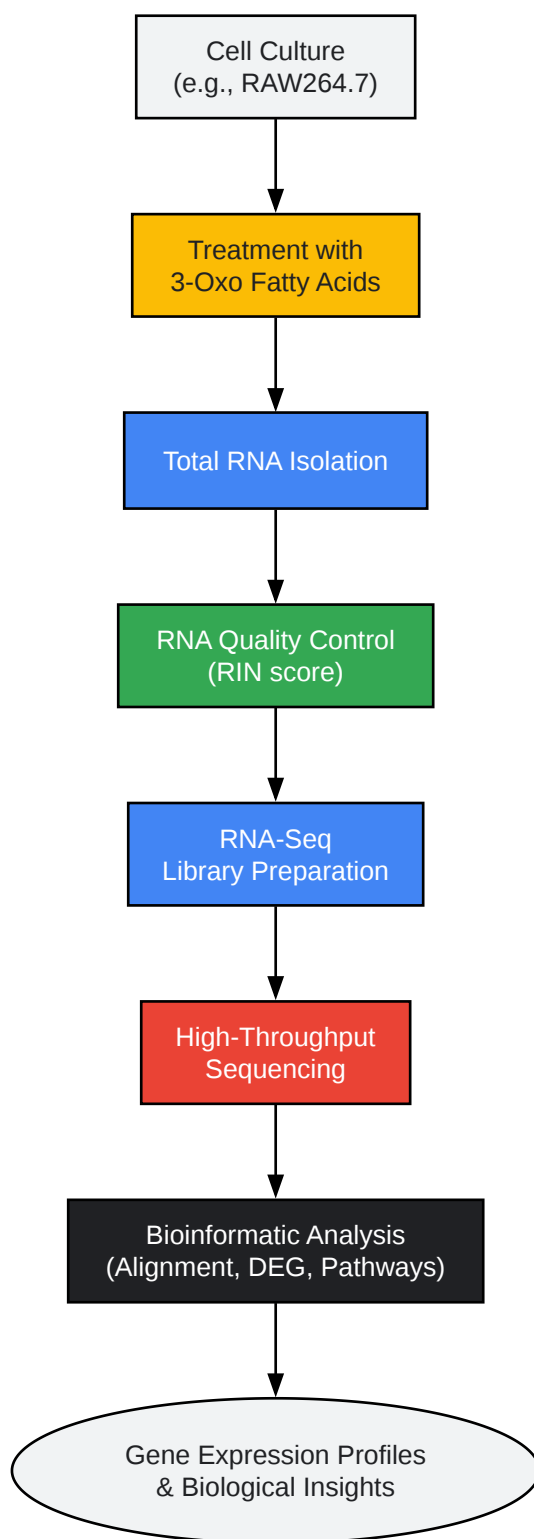 Cell Culture
(e.g., RAW264.7)
Treatment with
3-Oxo Fatty Acids
Total RNA Isolation
RNA Quality Control
(RIN score)
RNA-Seq
Library Preparation
High-Throughput
Sequencing
Bioinformatic Analysis
(Alignment, DEG, Pathways)
Gene Expression Profiles
& Biological Insights